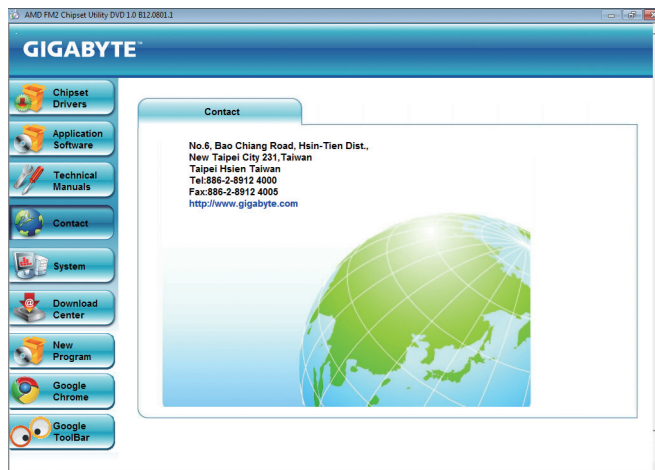 AMD FM2 Chipset Utility DVD 1.0 B12.0801.1
GIGABYTE™
Chipset
Drivers
Application
Software
Technical
Manuals
Contact
System
Download
Center
New
Program
Google
Chrome
Google
ToolBar
Contact
No.6, Bao Chiang Road, Hsin-Tien Dist.,
New Taipei City 231,Taiwan
Taipei Hsien Taiwan
Tel:886-2-8912 4000
Fax:886-2-8912 4005
http://www.gigabyte.com